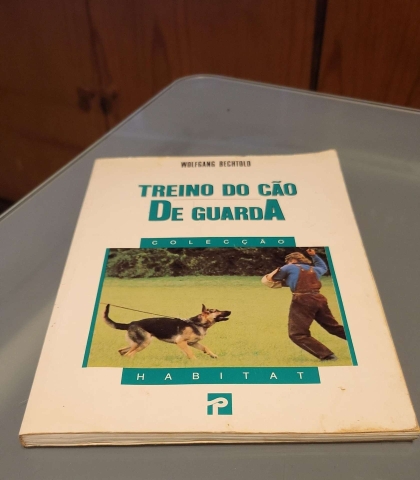 WOLFGANG BECHTOLD
TREINO DO CÃO
DE GUARDA
COLECÇÃO
HABITAT